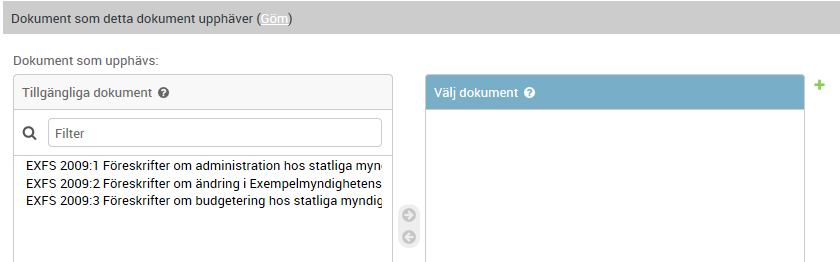 Dokument som detta dokument upphäver (Göm)
Dokument som upphävs:
Tillgängliga dokument ?
Välj dokument ?
Filter
EXFS 2009:1 Föreskrifter om administration hos statliga myn
EXFS 2009:2 Föreskrifter om ändring i Exempelmyndighetens
EXFS 2009:3 Föreskrifter om budgetering hos statliga myndig